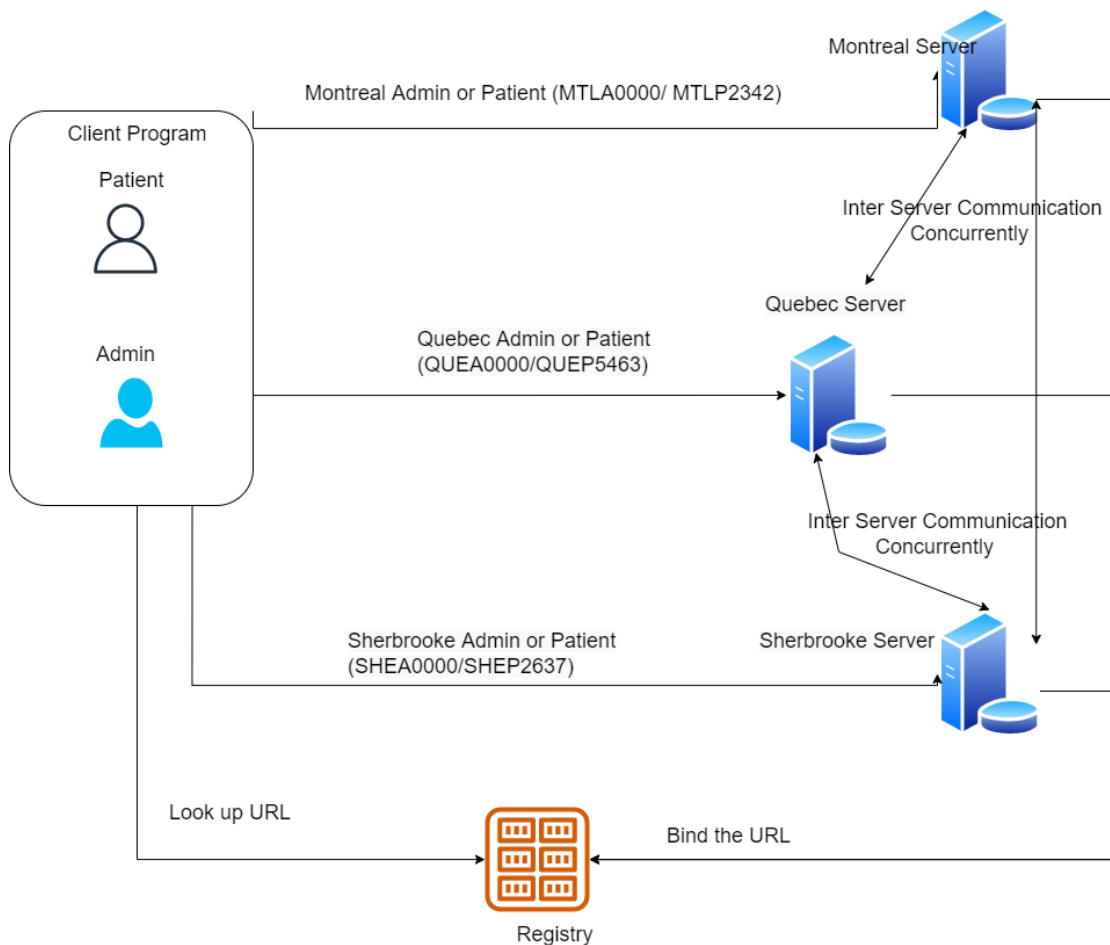 Montreal Server
Montreal Admin or Patient (MTLA0000/ MTLP2342)
Client Program
Patient
Inter Server Communication
Concurrently
Quebec Server
Quebec Admin or Patient
(QUEA0000/QUEP5463)
Admin
Inter Server Communication
Concurrently
Sherbrooke Admin or Patient
(SHEA0000/SHEP2637)
Sherbrooke Server
Look up URL
Bind the URL
Registry